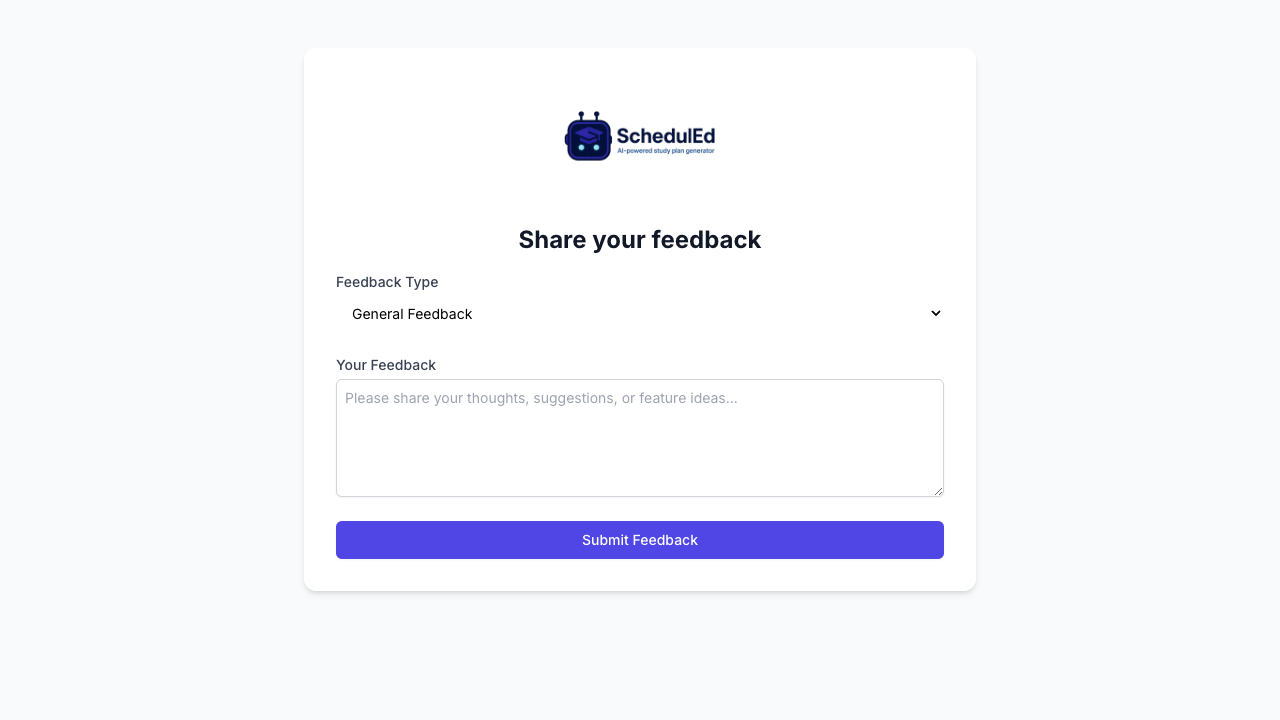 SchedulEd
AI-powered study plan generator
Share your feedback
Feedback Type
General Feedback
Your Feedback
Please share your thoughts, suggestions, or feature ideas...
Submit Feedback